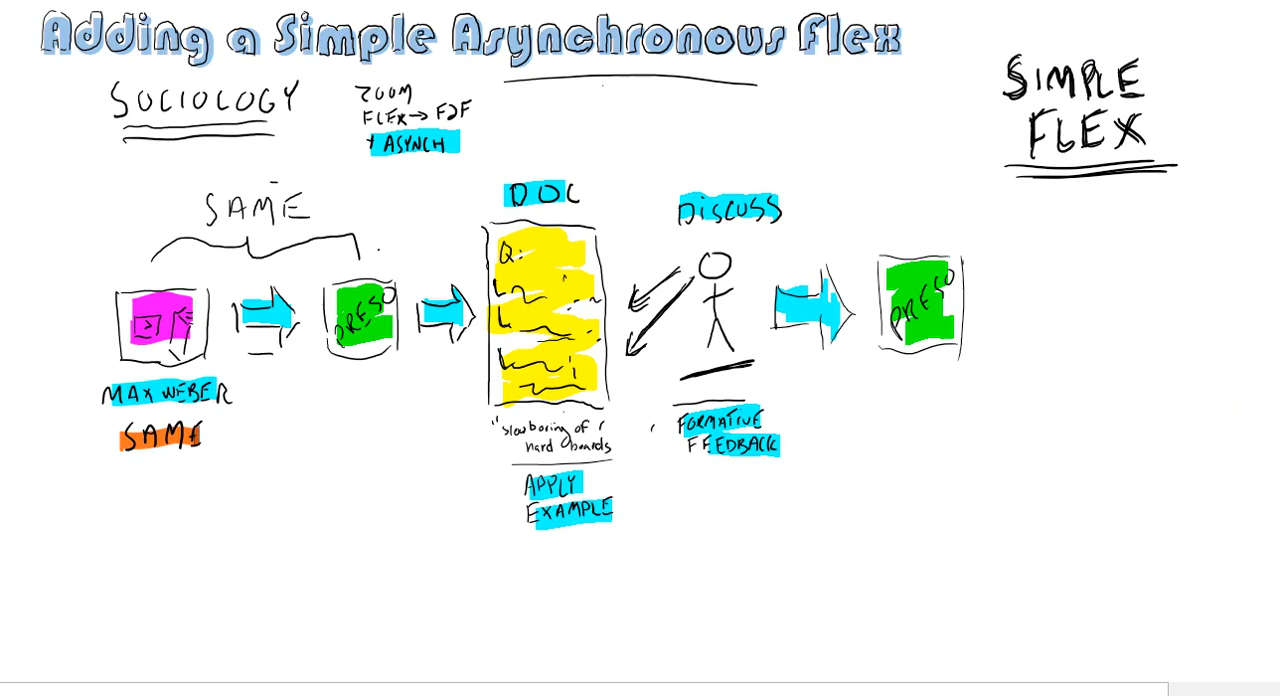 Adding a Simple Asynchronous Flex
SIMPLE
FLEX
SOCIOLOGY
ZOOM
FLEX → F2F
+ ASYNCH
SAME
DOC
DISCUSS
Q:
PRESO
PRESO
MAX WEBER
SAME
"slow boring of
hard boards
APPLY
EXAMPLE
FORMATIVE
FEEDBACK